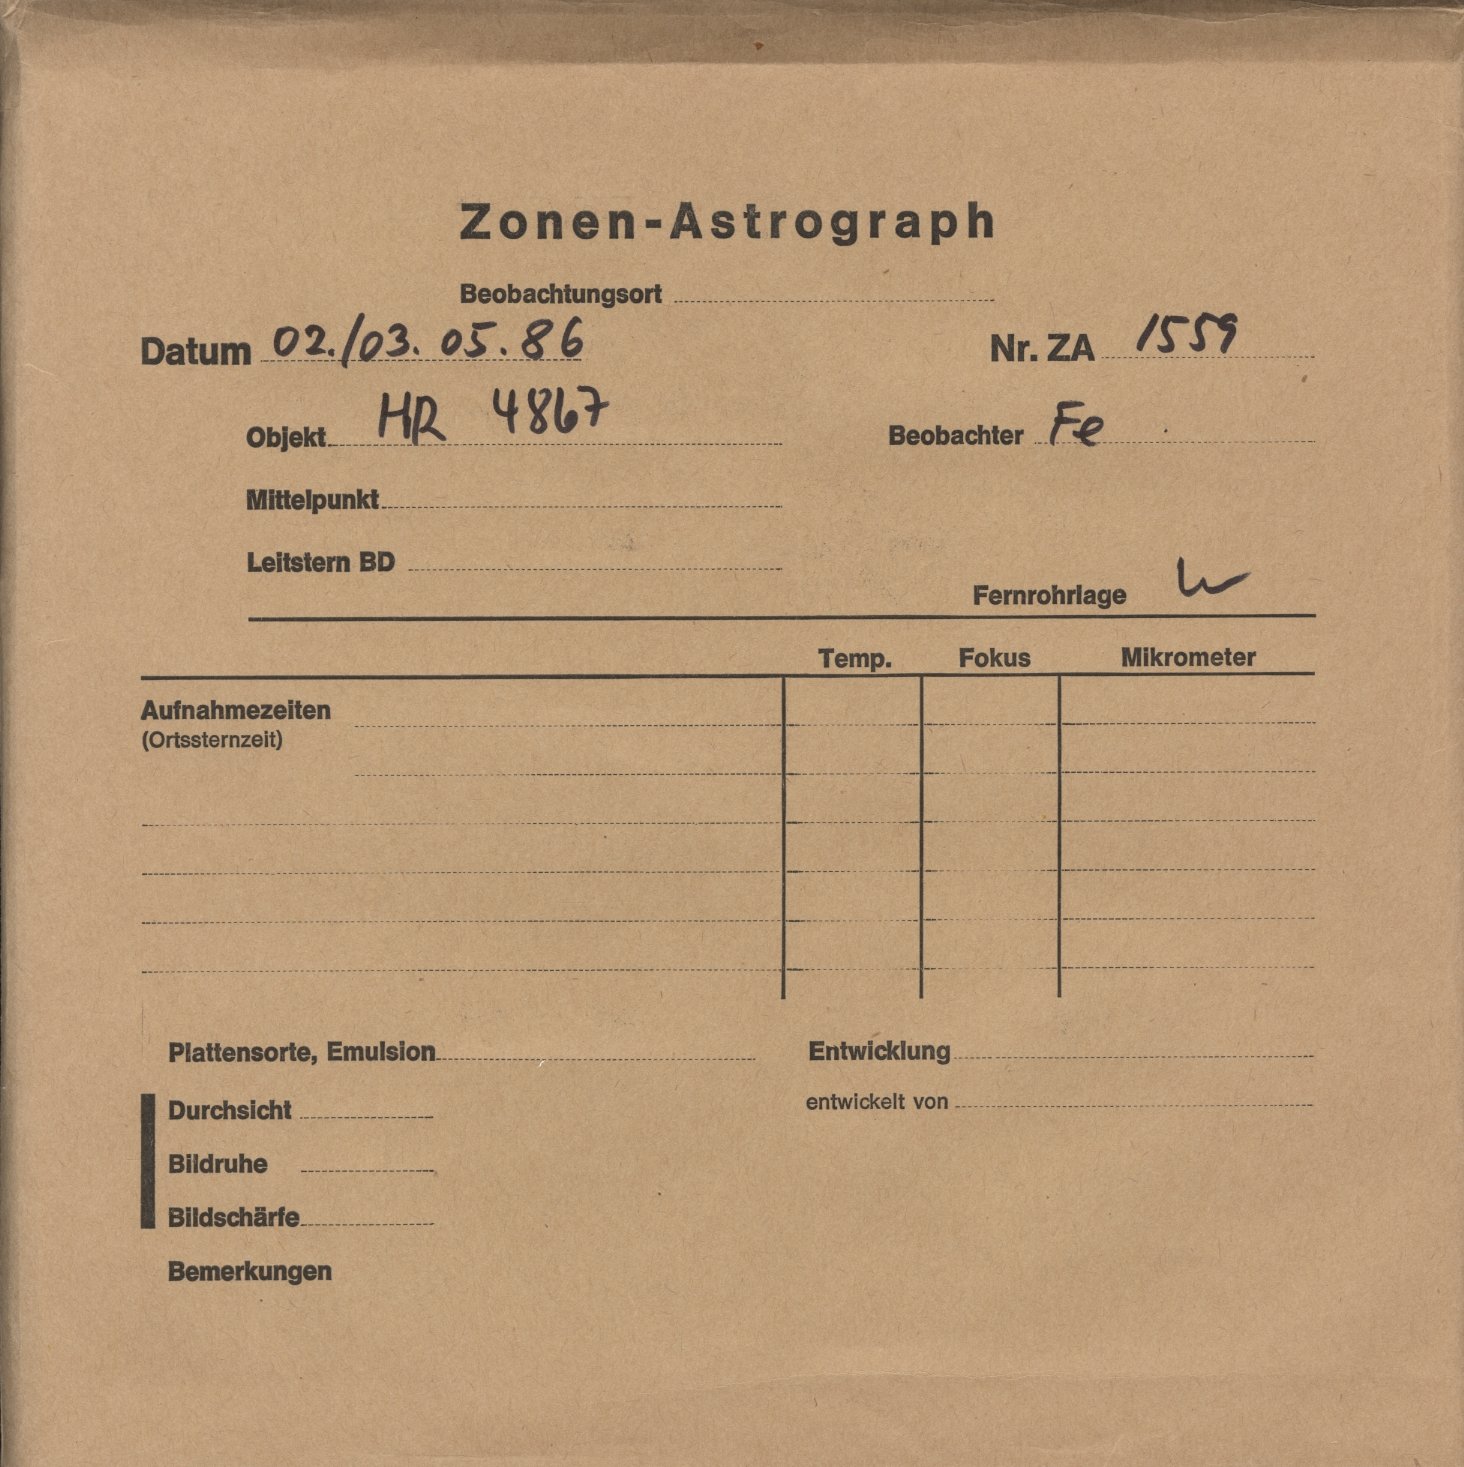 Zonen-Astrograph
Beobachtungsort
Datum 02./03. 05. 86 Nr. ZA 1559
Objekt HR 4867 Beobachter Fe
Mittelpunkt
Leitstern BD
Fernrohrlage W
Temp. Fokus Mikrometer
Aufnahmezeiten
(Ortssternzeit)
Plattensorte, Emulsion Entwicklung
Durchsicht entwickelt von
Bildruhe
Bildschärfe
Bemerkungen